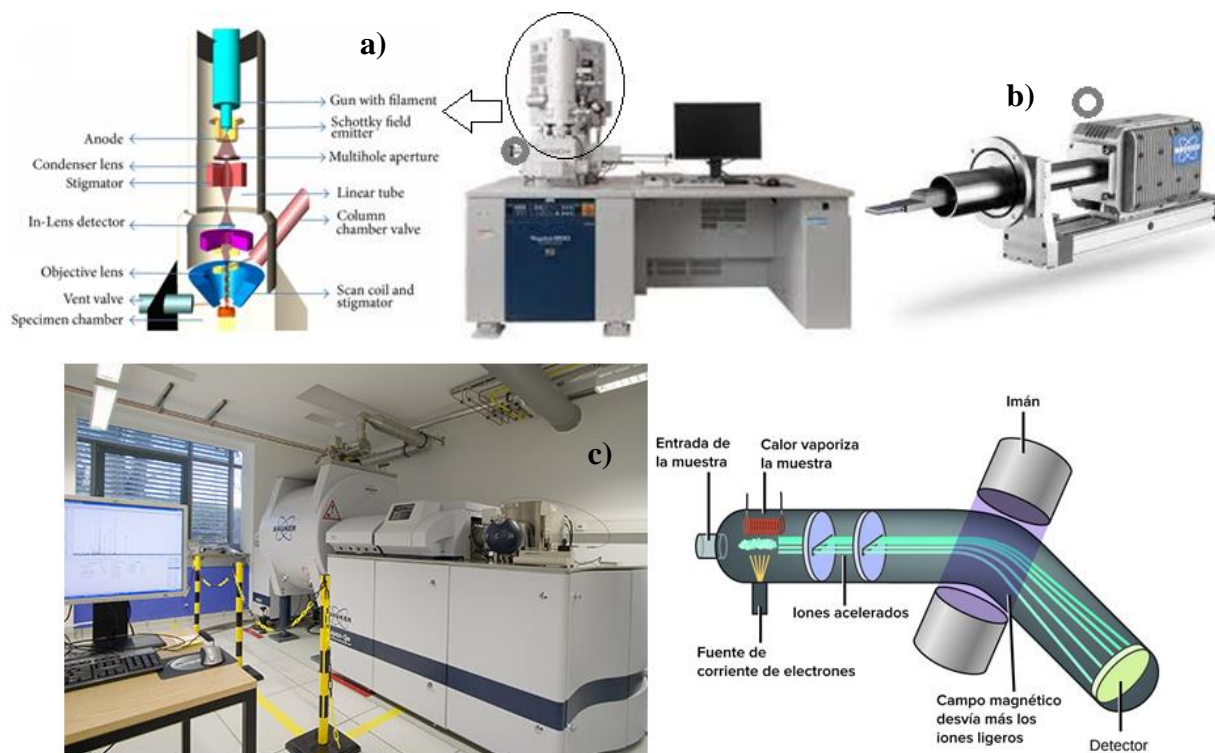 a)
Gun with filament
Schottky field
emitter
Anode
Multihole aperture
Condenser lens
Stigmator
Linear tube
In-Lens detector
Column
chamber valve
Objective lens
Scan coil and
stigmator
Vent valve
Specimen chamber
b)
BRUKER
c)
BRUKER
Entrada de
la muestra
Calor vaporiza
la muestra
Imán
Iones acelerados
Fuente de
corriente de electrones
Campo magnético
desvía más los
iones ligeros
Detector